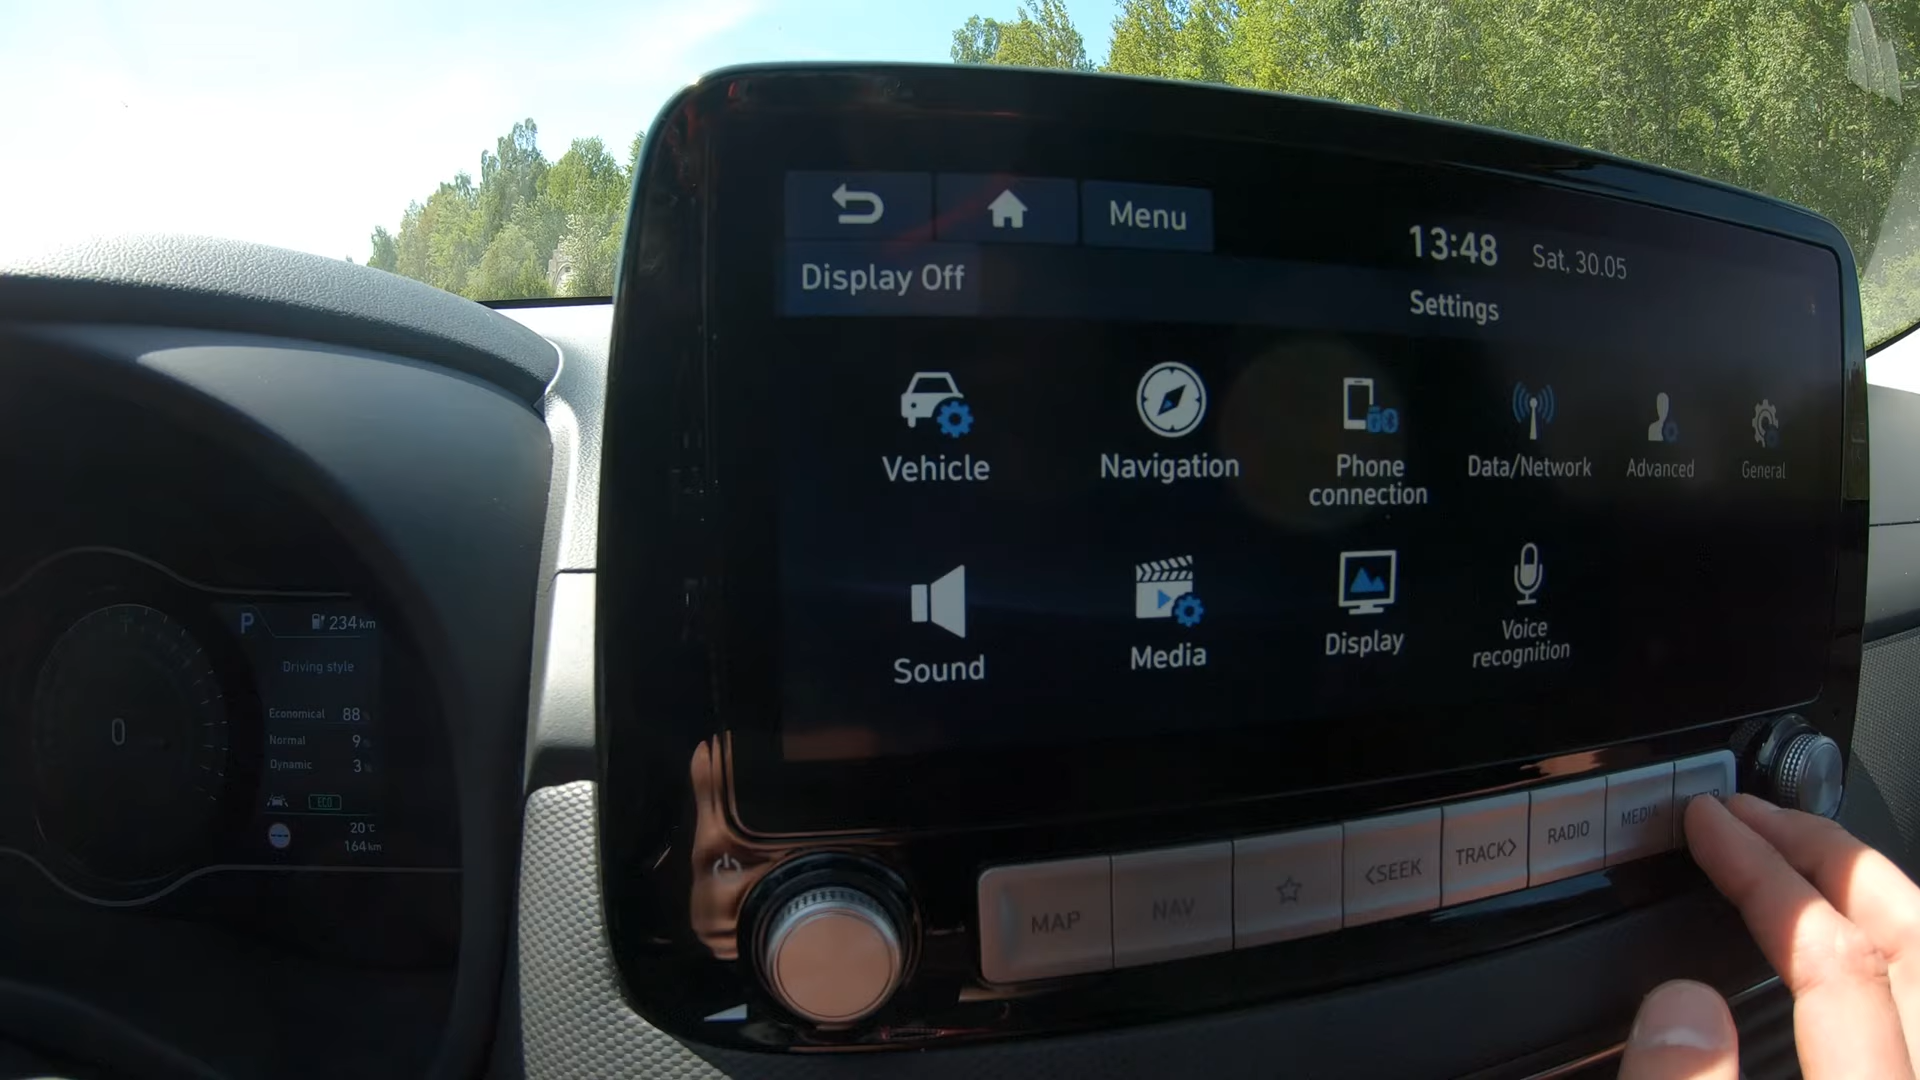 Menu
13:48
Sat, 30.05
Display Off
Settings
Vehicle
Navigation
Phone
connection
Data/Network
Advanced
General
Sound
Media
Display
Voice
recognition
P
234 km
Driving style
Economical 88 %
Normal 9 %
Dynamic 3 %
ECO
20°C
164 km
0
MAP
NAV
<SEEK
TRACK>
RADIO
MEDIA
SETUP